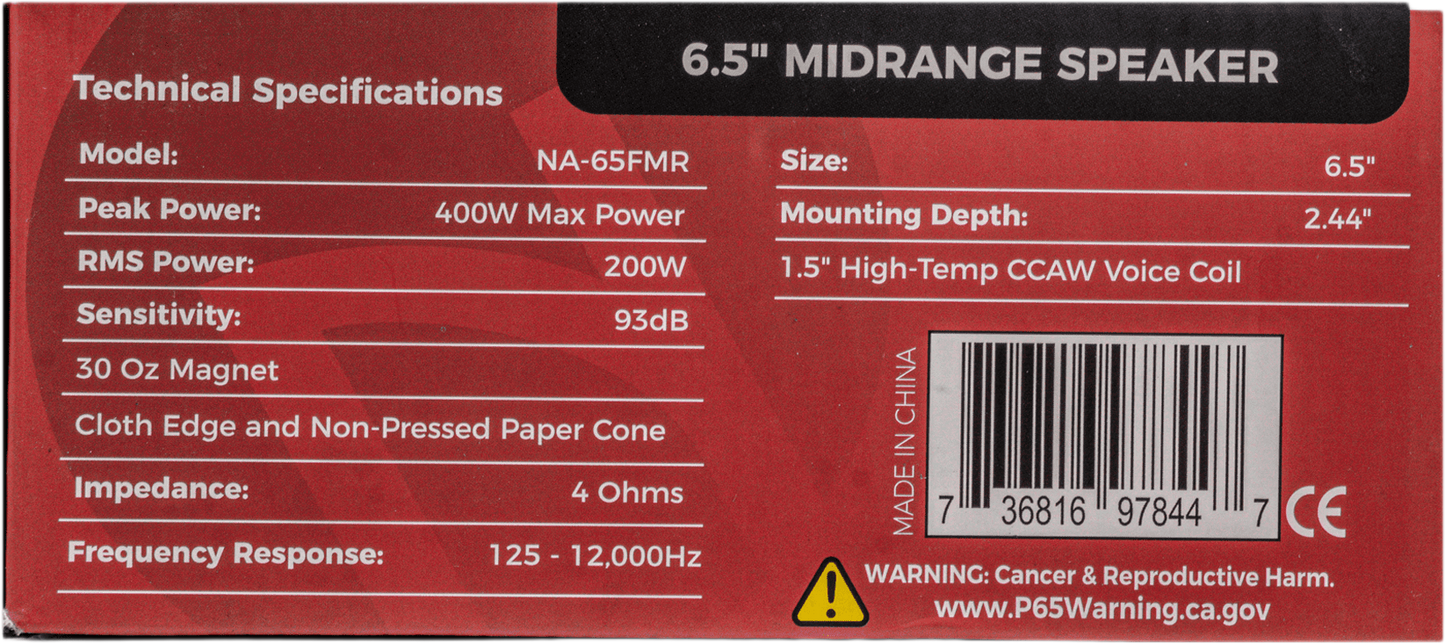 6.5" MIDRANGE SPEAKER
Technical Specifications
Model: NA-65FMR
Peak Power: 400W Max Power
RMS Power: 200W
Sensitivity: 93dB
30 Oz Magnet
Cloth Edge and Non-Pressed Paper Cone
Impedance: 4 Ohms
Frequency Response: 125 - 12,000Hz
Size: 6.5"
Mounting Depth: 2.44"
1.5" High-Temp CCAW Voice Coil
MADE IN CHINA
7 36816 97844 7
CE
WARNING: Cancer & Reproductive Harm.
www.P65Warning.ca.gov